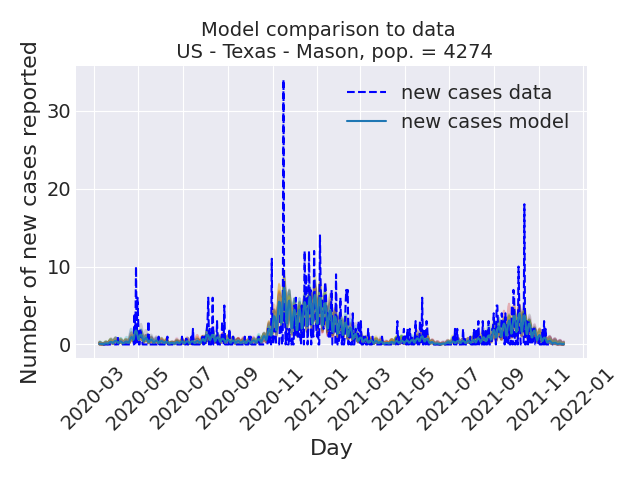 Model comparison to data
US - Texas - Mason, pop. = 4274
Number of new cases reported
30
20
10
0
new cases data
new cases model
2020-03
2020-05
2020-07
2020-09
2020-11
2021-01
2021-03
2021-05
2021-07
2021-09
2021-11
2022-01
Day